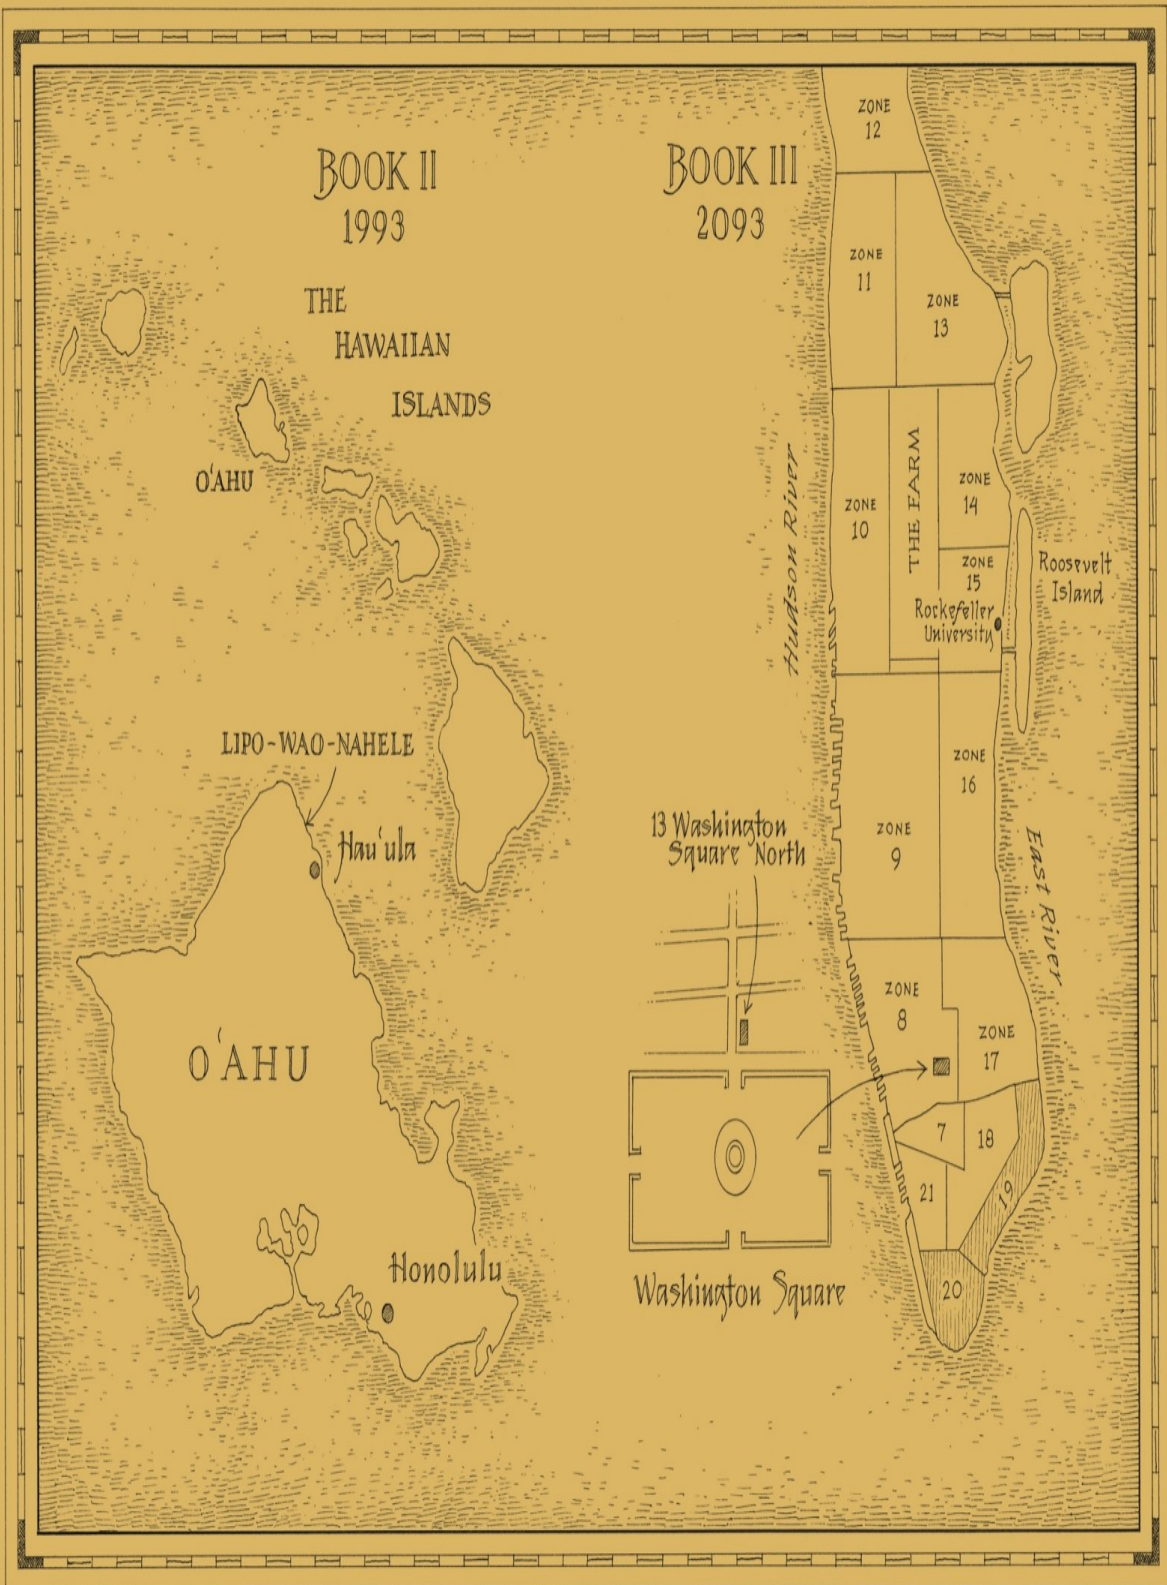 BOOK II
1993
THE
HAWAIIAN
ISLANDS
O'AHU
LIPO-WAO-NAHELE
Hau'ula
O'AHU
Honolulu
BOOK III
2093
ZONE
12
ZONE
11
ZONE
13
Hudson River
ZONE
10
THE FARM
ZONE
14
ZONE
15
Rockefeller
University
Roosevelt
Island
ZONE
16
ZONE
9
East River
13 Washington
Square North
ZONE
8
ZONE
17
7
18
19
21
20
Washington Square